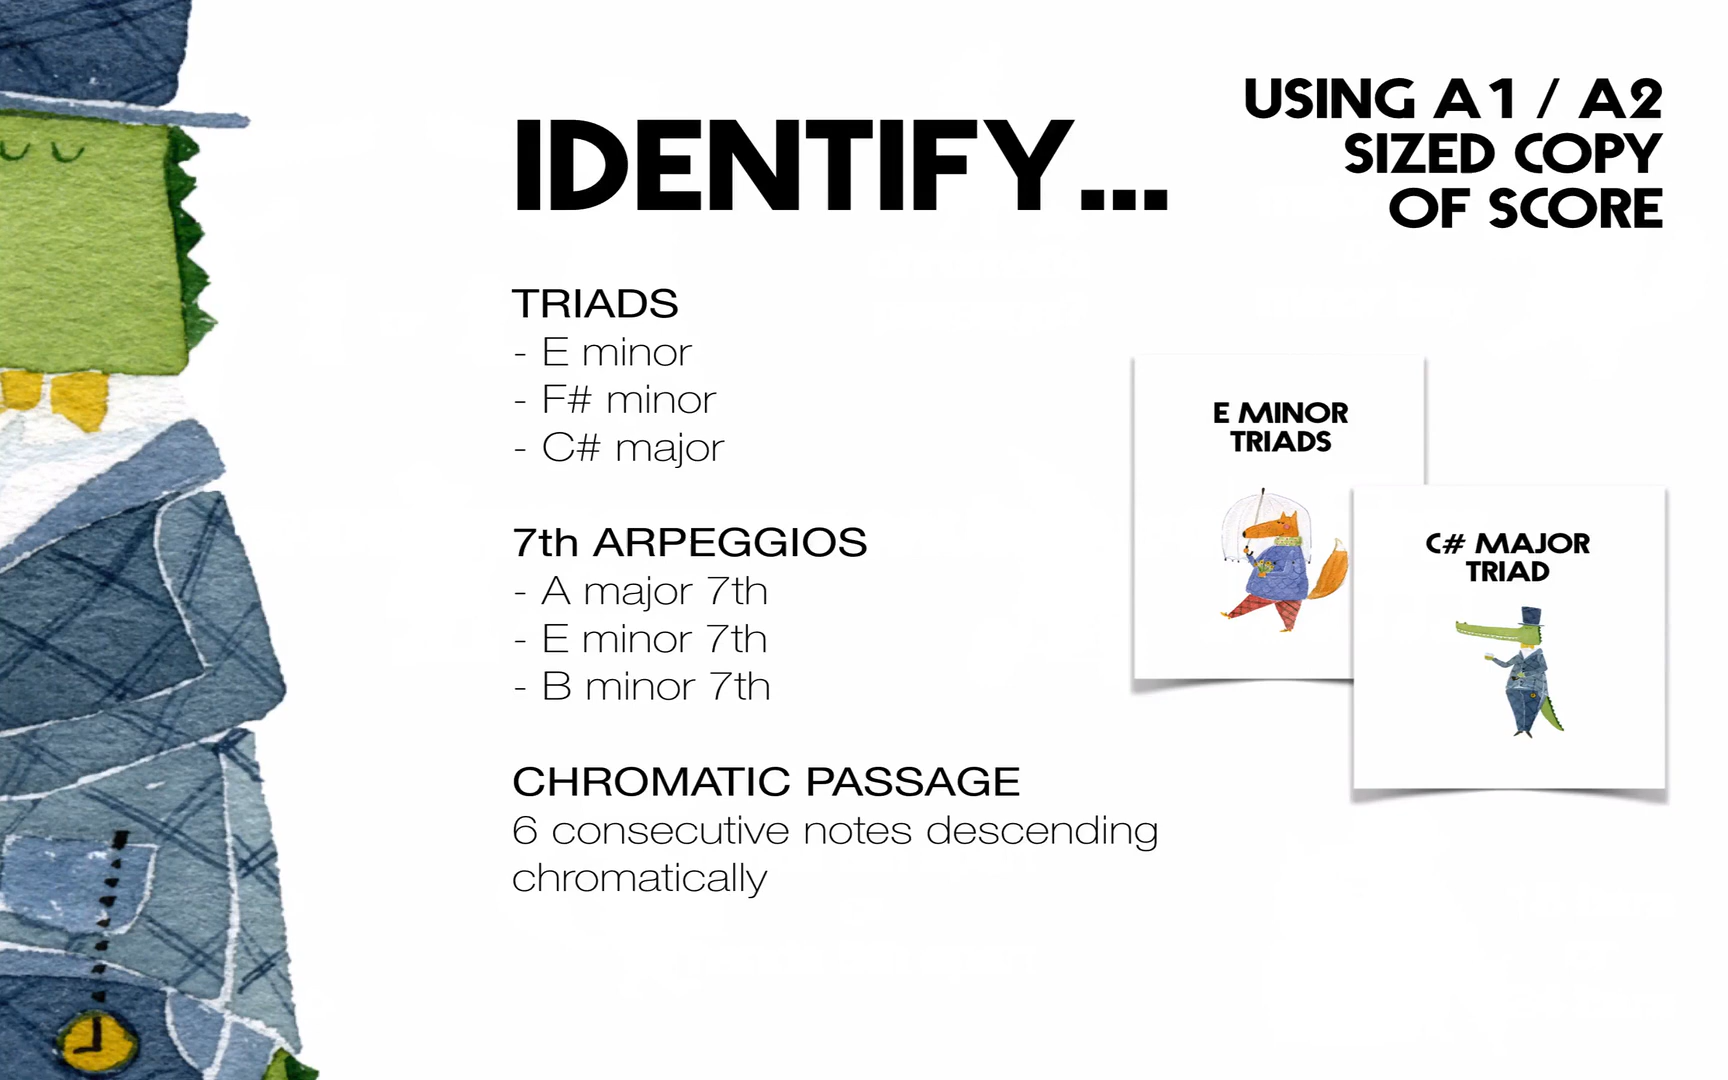 IDENTIFY...
USING A1 / A2
SIZED COPY
OF SCORE
TRIADS
- E minor
- F# minor
- C# major
7th ARPEGGIOS
- A major 7th
- E minor 7th
- B minor 7th
CHROMATIC PASSAGE
6 consecutive notes descending
chromatically
E MINOR
TRIADS
C# MAJOR
TRIAD